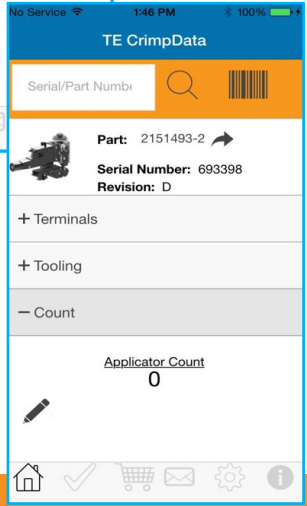 No Service 1:46 PM 100%
TE CrimpData
Serial/Part Numb
Part: 2151493-2
Serial Number: 693398
Revision: D
+ Terminals
+ Tooling
− Count
Applicator Count
0